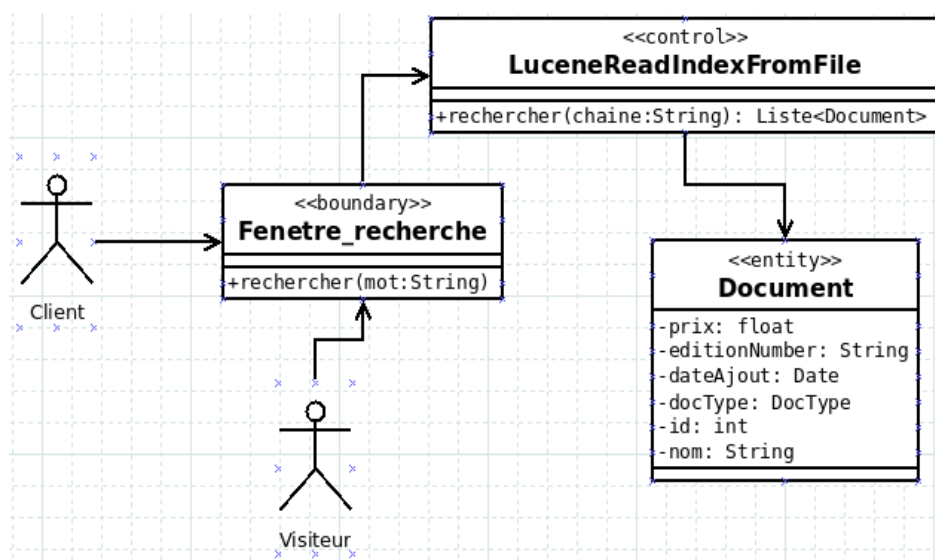 <<control>>
LuceneReadIndexFromFile
+rechercher(chaine:String): Liste<Document>
Client
<<boundary>>
Fenetre_recherche
+rechercher(mot:String)
<<entity>>
Document
-prix: float
-editionNumber: String
-dateAjout: Date
-docType: DocType
-id: int
-nom: String
Visiteur